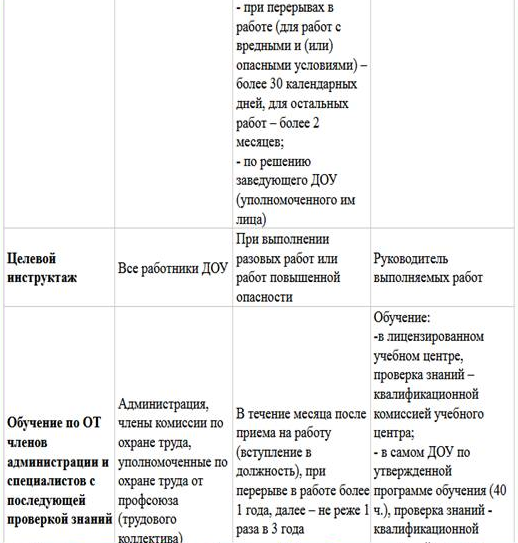 - при перерывах в
работе (для работ с
вредными и (или)
опасными условиями) –
более 30 календарных
дней, для остальных
работ – более 2
месяцев;
- по решению
заведующего ДОУ
(уполномоченного им
лица)
Целевой
инструктаж
Все работники ДОУ
При выполнении
разовых работ или
работ повышенной
опасности
Руководитель
выполняемых работ
Обучение по ОТ
членов
администрации и
специалистов с
последующей
проверкой знаний
Администрация,
члены комиссии по
охране труда,
уполномоченные по
охране труда от
профсоюза
(трудового
коллектива)
В течение месяца после
приема на работу
(вступление в
должность), при
перерыве в работе более
1 года, далее – не реже 1
раза в 3 года
Обучение:
-в лицензированном
учебном центре,
проверка знаний –
квалификационной
комиссией учебного
центра;
- в самом ДОУ по
утвержденной
программе обучения (40
ч.), проверка знаний -
квалификационной